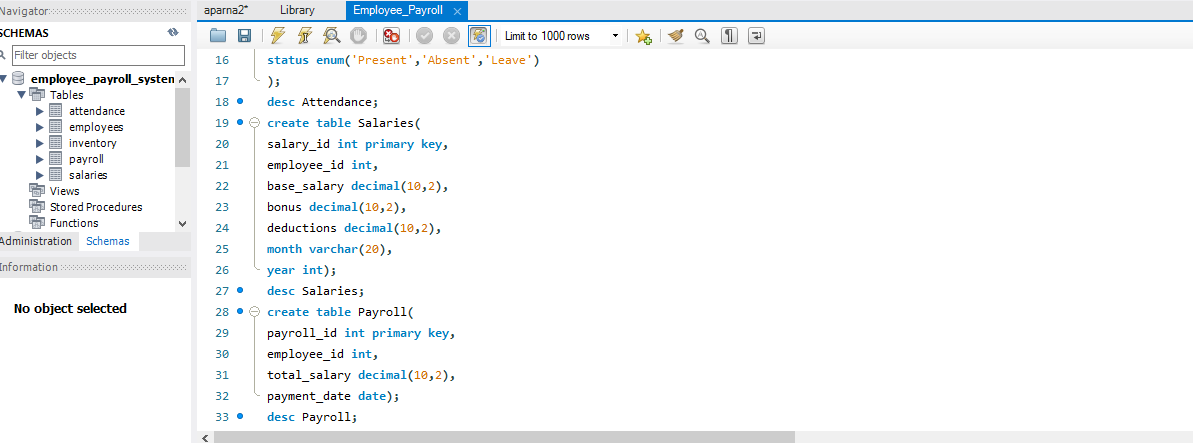 Navigator
SCHEMAS
Filter objects
employee_payroll_system
Tables
attendance
employees
inventory
payroll
salaries
Views
Stored Procedures
Functions
Administration Schemas
Information
No object selected
aparna2* Library Employee_Payroll
Limit to 1000 rows
16 status enum('Present','Absent','Leave')
17 );
18 desc Attendance;
19 create table Salaries(
20 salary_id int primary key,
21 employee_id int,
22 base_salary decimal(10,2),
23 bonus decimal(10,2),
24 deductions decimal(10,2),
25 month varchar(20),
26 year int);
27 desc Salaries;
28 create table Payroll(
29 payroll_id int primary key,
30 employee_id int,
31 total_salary decimal(10,2),
32 payment_date date);
33 desc Payroll;